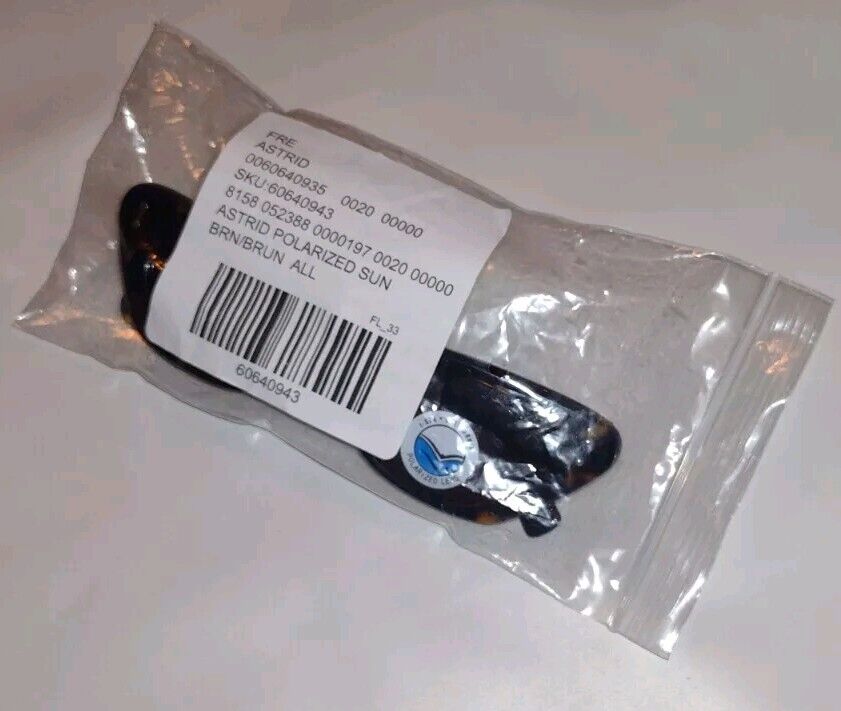 FRE
ASTRID
0060640935 0020 00000
SKU:60640943
8158 052388 0000197 0020 00000
ASTRID POLARIZED SUN
BRN/BRUN ALL
FL_33
60640943
POLARIZED LENS